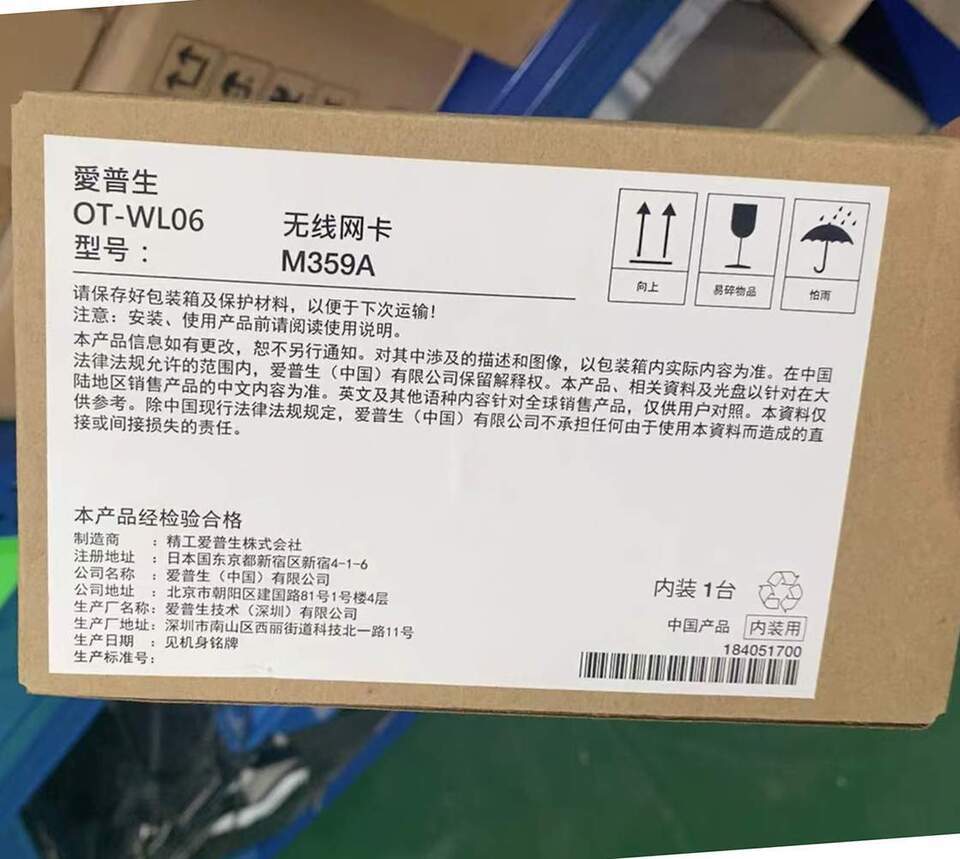 愛普生
OT-WL06 无线网卡
型号： M359A
向上
易碎物品
怕雨
请保存好包装箱及保护材料，以便于下次运输！
注意：安装、使用产品前请阅读使用说明。
本产品信息如有更改，恕不另行通知。对其中涉及的描述和图像，以包装箱内实际内容为准。在中国
法律法规允许的范围内，爱普生（中国）有限公司保留解释权。本产品、相关資料及光盘以针对在大
陆地区销售产品的中文内容为准。英文及其他语种内容针对全球销售产品，仅供用户对照。本資料仅
供参考。除中国现行法律法规规定，爱普生（中国）有限公司不承担任何由于使用本資料而造成的直
接或间接损失的责任。
本产品经检验合格
制造商 ：精工爱普生株式会社
注册地址 ：日本国东京都新宿区新宿4-1-6
公司名称 ：爱普生（中国）有限公司
公司地址 ：北京市朝阳区建国路81号1号楼4层
生产厂名称：爱普生技术（深圳）有限公司
生产厂地址：深圳市南山区西丽街道科技北一路11号
生产日期 ：见机身铭牌
生产标准号：
内装 1台
中国产品 内装用
184051700